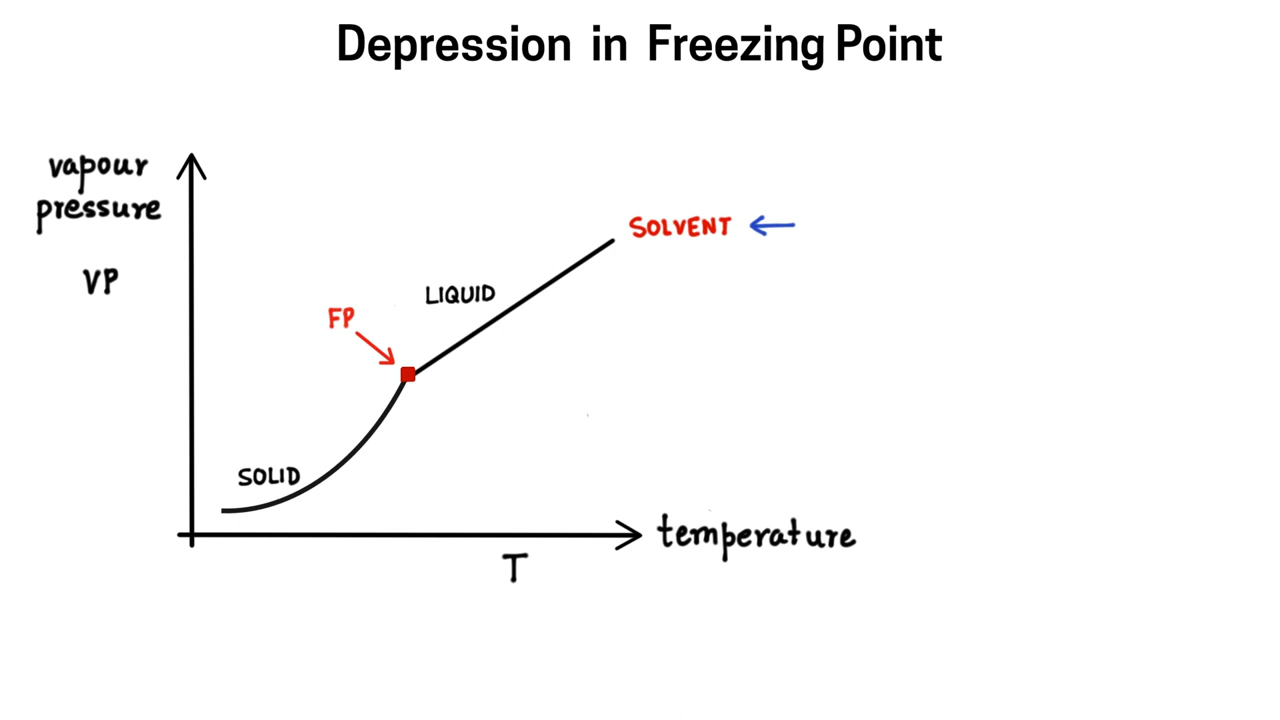 Depression in Freezing Point
vapour
pressure
VP
SOLVENT
LIQUID
FP
SOLID
temperature
T